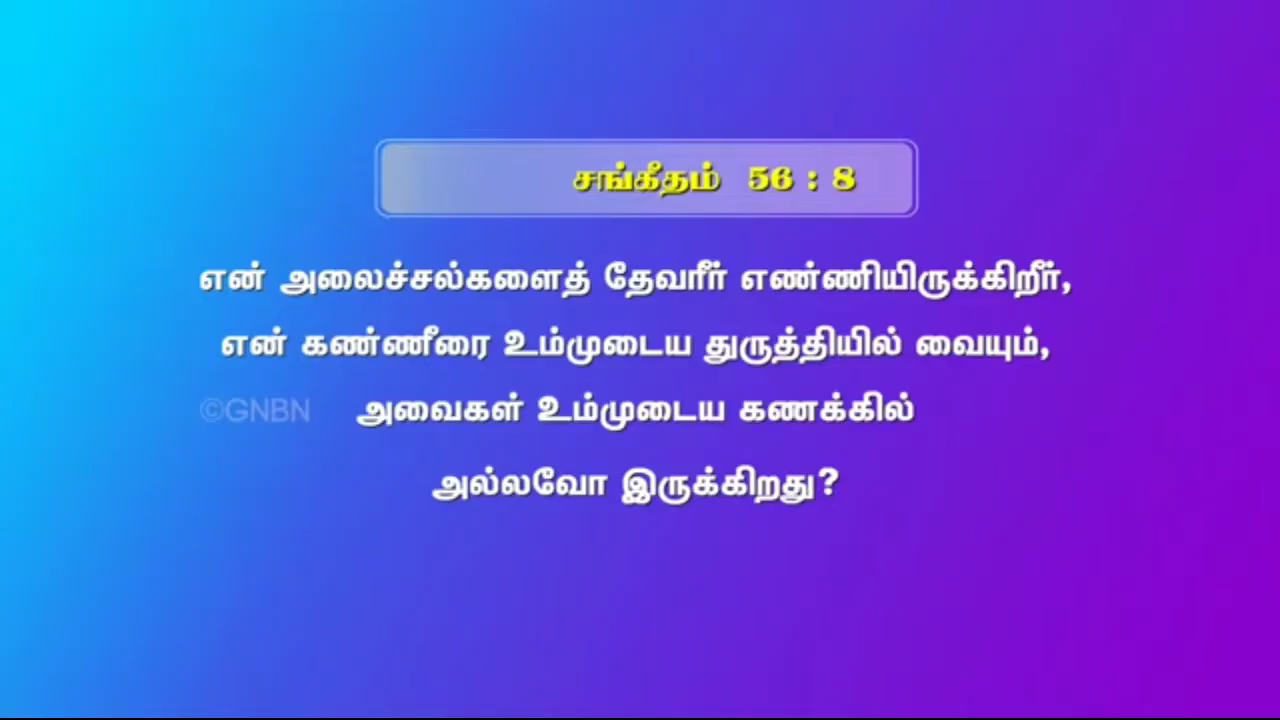 சங்கீதம் 56 : 8
என் அலைச்சல்களைத் தேவரீர் எண்ணியிருக்கிறீர்,
என் கண்ணீரை உம்முடைய துருத்தியில் வையும்,
©GNBN அவைகள் உம்முடைய கணக்கில்
அல்லவோ இருக்கிறது?